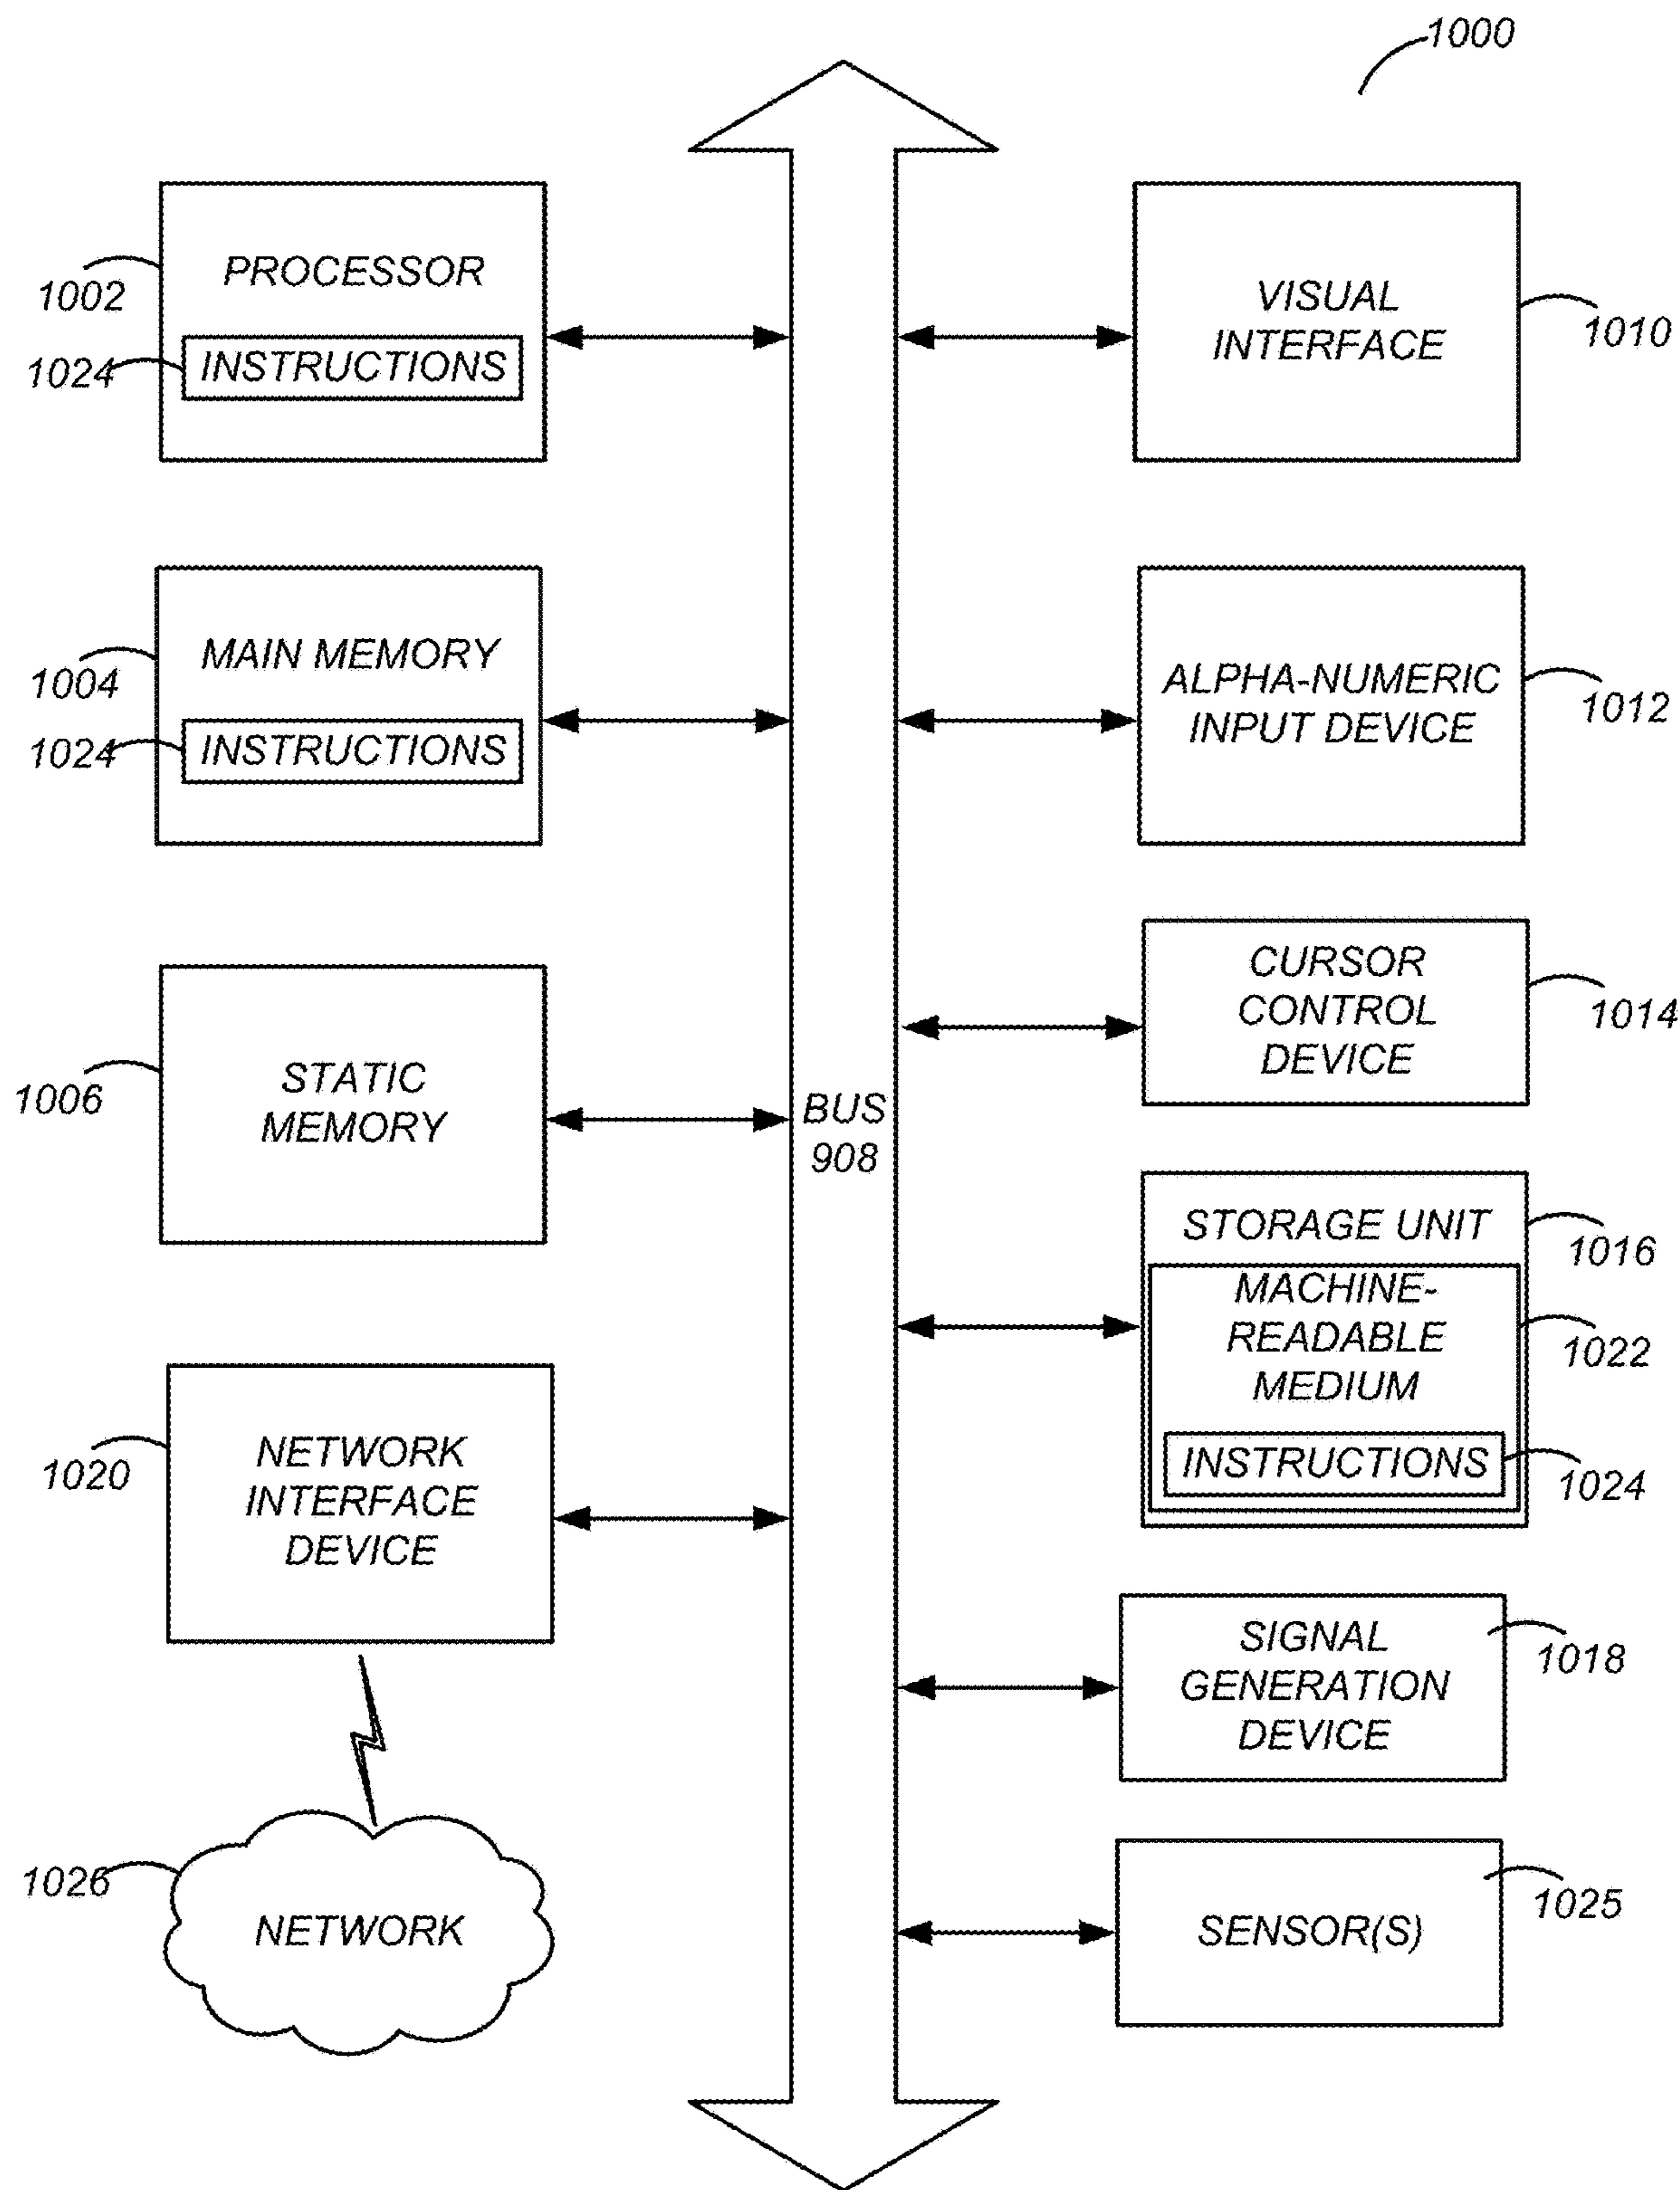 1000
PROCESSOR
1002
1024
INSTRUCTIONS
MAIN MEMORY
1004
1024
INSTRUCTIONS
STATIC
MEMORY
1006
NETWORK
INTERFACE
DEVICE
1020
1026
NETWORK
BUS
908
VISUAL
INTERFACE
1010
ALPHA-NUMERIC
INPUT DEVICE
1012
CURSOR
CONTROL
DEVICE
1014
STORAGE UNIT
1016
MACHINE-
READABLE
MEDIUM
1022
INSTRUCTIONS
1024
SIGNAL
GENERATION
DEVICE
1018
SENSOR(S)
1025